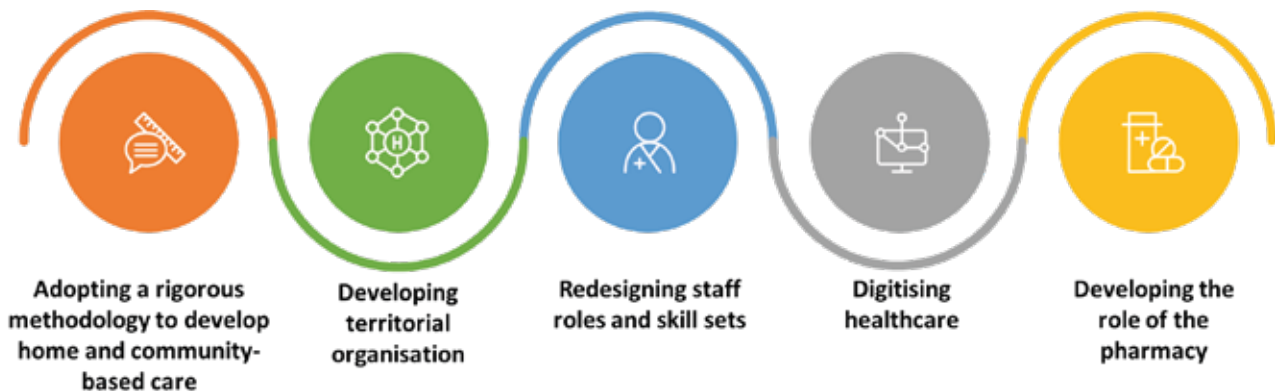 H
Adopting a rigorous
methodology to develop
home and community-
based care
Developing
territorial
organisation
Redesigning staff
roles and skill sets
Digitising
healthcare
Developing the
role of the
pharmacy